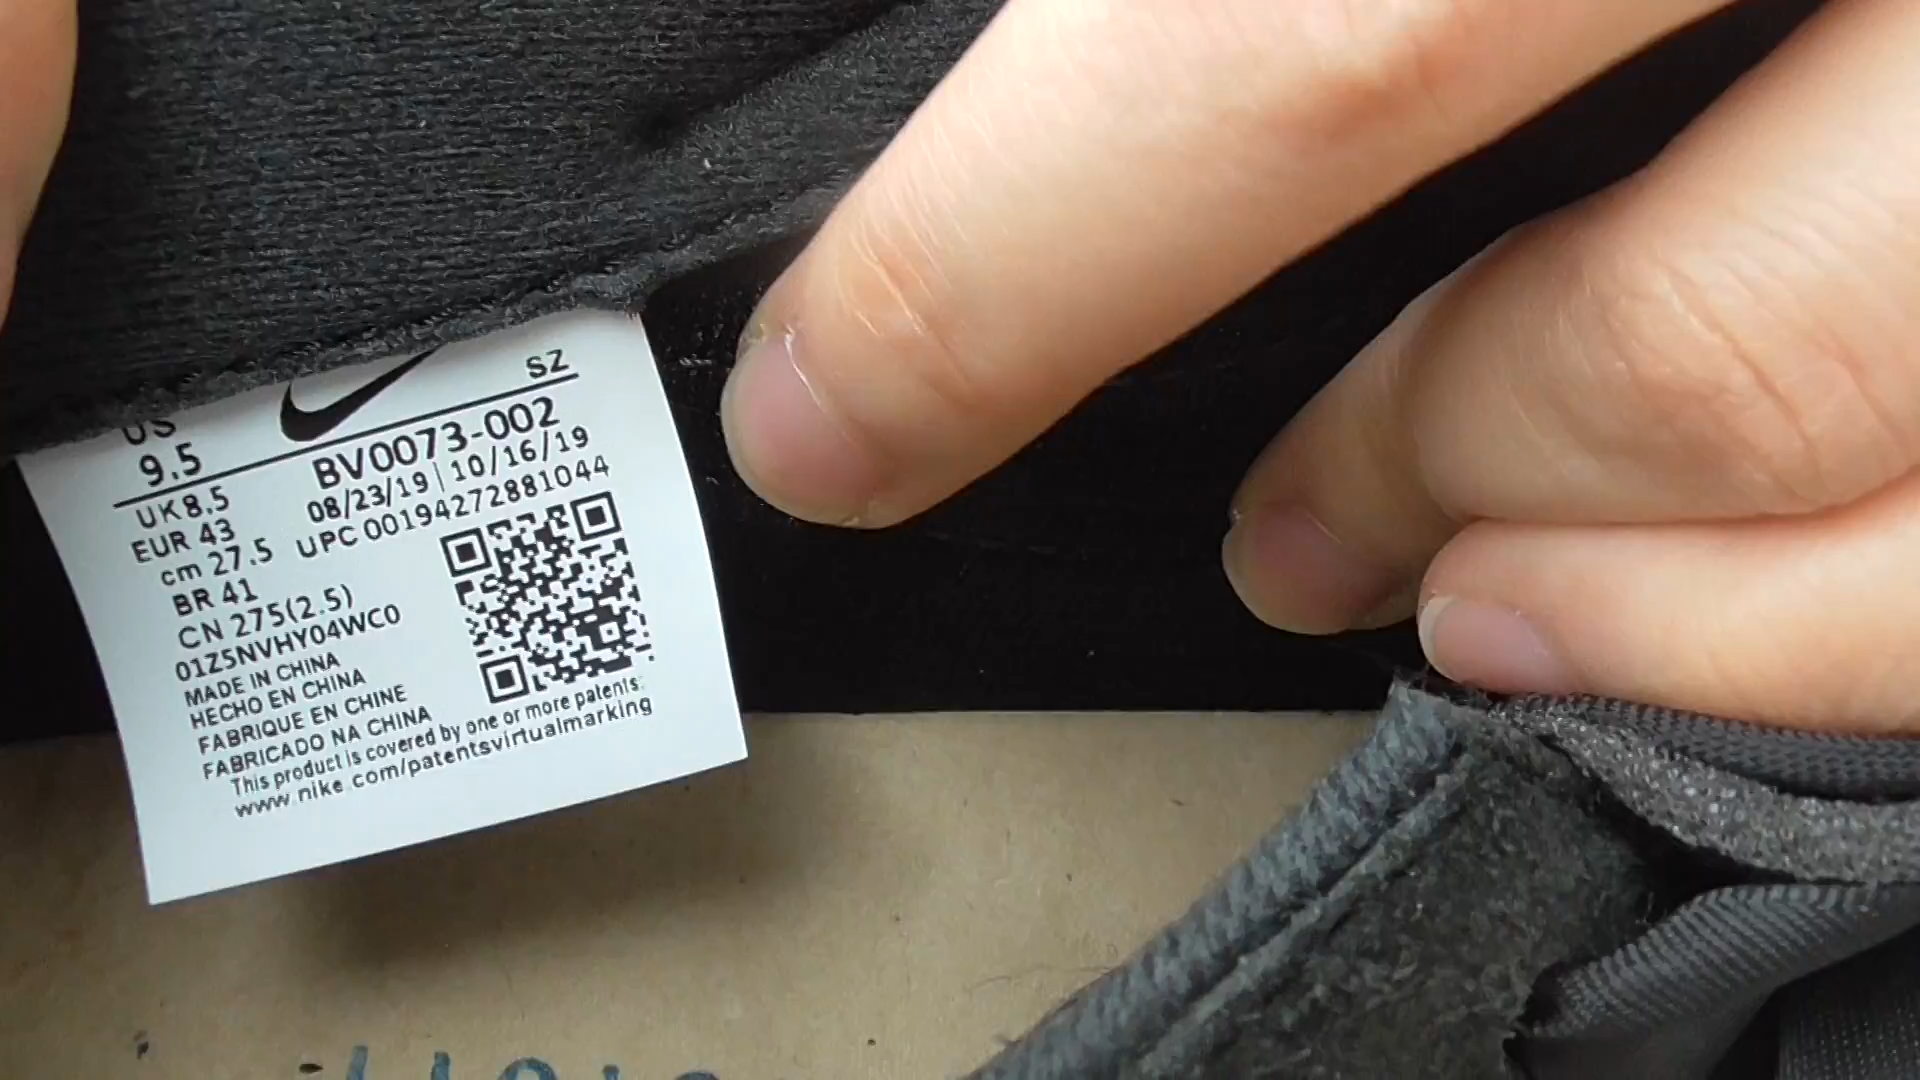 SZ
US
9.5
BV0073-002
08/23/19 | 10/16/19
UPC 00194272881044
UK 8.5
EUR 43
cm 27.5
BR 41
CN 275(2.5)
01Z5NVHY04WC0
MADE IN CHINA
HECHO EN CHINA
FABRIQUE EN CHINE
FABRICADO NA CHINA
This product is covered by one or more patents:
www.nike.com/patentsvirtualmarking